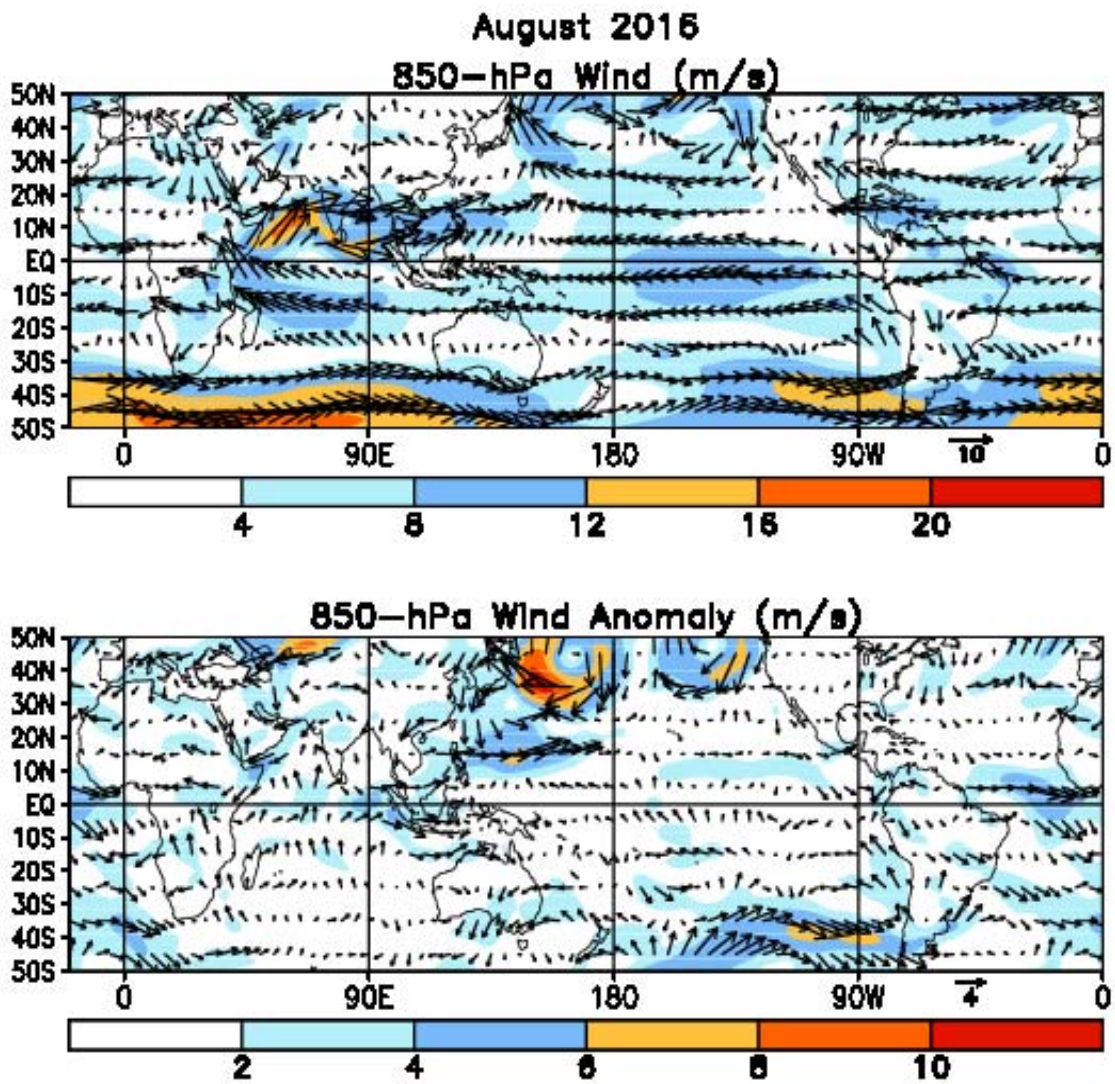 August 2016
850-hPa Wind (m/s)
50N
40N
30N
20N
10N
EQ
10S
20S
30S
40S
50S
0 90E 180 90W 10 0
4 8 12 16 20
850-hPa Wind Anomaly (m/s)
50N
40N
30N
20N
10N
EQ
10S
20S
30S
40S
50S
0 90E 180 90W 4 0
2 4 6 8 10